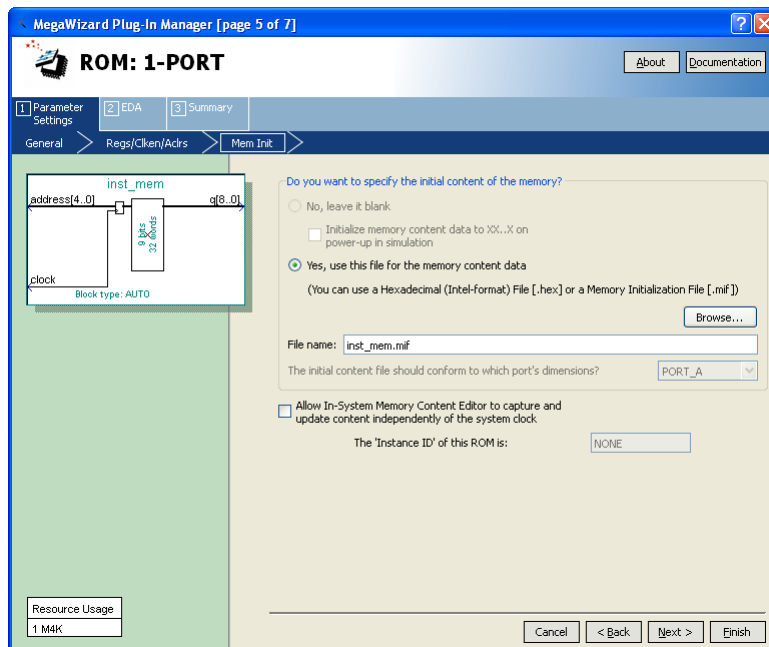 MegaWizard Plug-In Manager [page 5 of 7]
ROM: 1-PORT
About
Documentation
1 Parameter Settings
2 EDA
3 Summary
General
Regs/Clken/Aclrs
Mem Init
inst_mem
address[4..0]
q[8..0]
9 bits
32 words
clock
Block type: AUTO
Do you want to specify the initial content of the memory?
No, leave it blank
Initialize memory content data to XX..X on
power-up in simulation
Yes, use this file for the memory content data
(You can use a Hexadecimal (Intel-format) File [.hex] or a Memory Initialization File [.mif])
Browse...
File name: inst_mem.mif
The initial content file should conform to which port's dimensions? PORT_A
Allow In-System Memory Content Editor to capture and
update content independently of the system clock
The 'Instance ID' of this ROM is: NONE
Resource Usage
1 M4K
Cancel
< Back
Next >
Finish